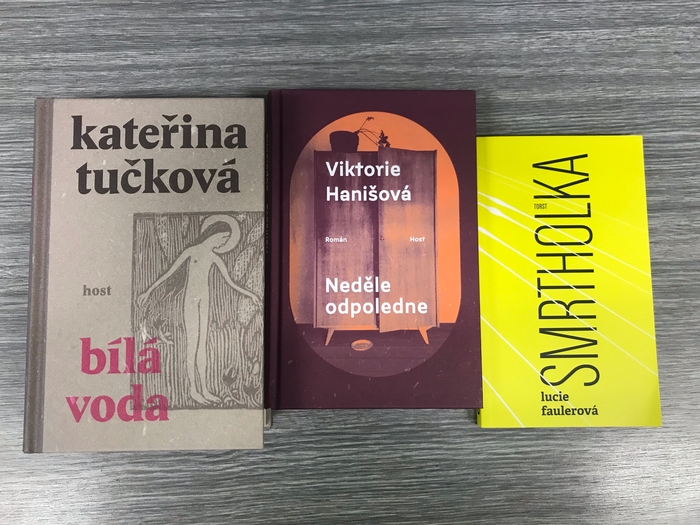 kateřina
tučková
host
bílá
voda
Viktorie
Hanišová
Román Host
Neděle
odpoledne
TORST
SMRTHOLKA
lucie
faulerová